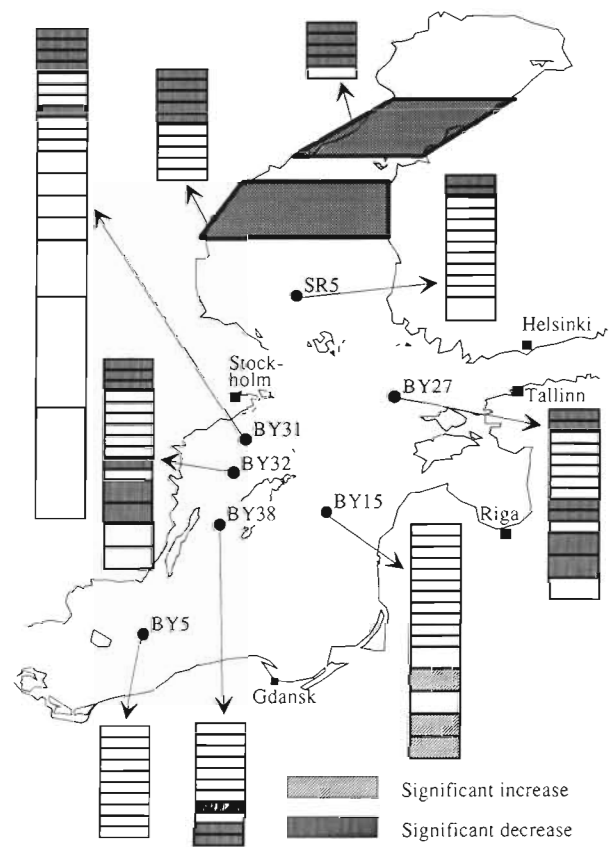 SR5
Helsinki
Stock-
holm
BY27
Tallinn
BY31
BY32
BY38
BY15
Riga
BY5
Gdansk
Significant increase
Significant decrease